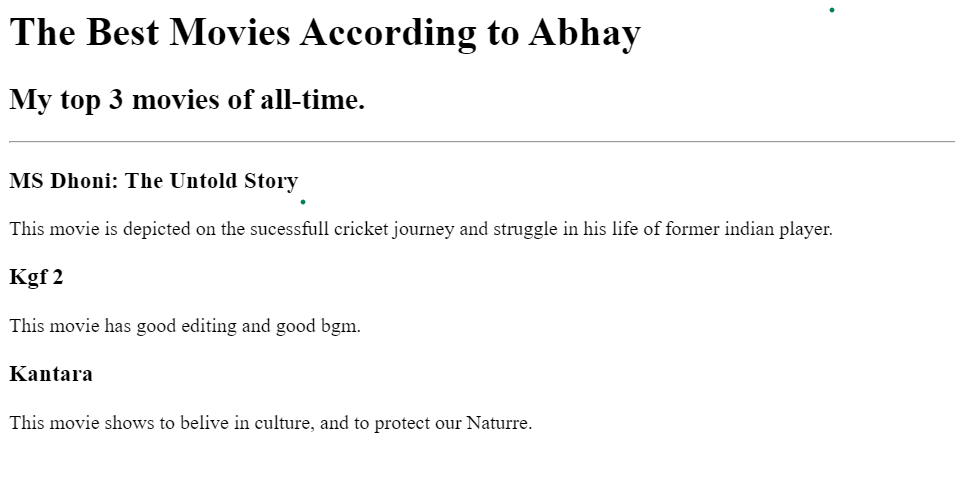 The Best Movies According to Abhay
My top 3 movies of all-time.
MS Dhoni: The Untold Story
This movie is depicted on the sucessfull cricket journey and struggle in his life of former indian player.
Kgf 2
This movie has good editing and good bgm.
Kantara
This movie shows to belive in culture, and to protect our Naturre.